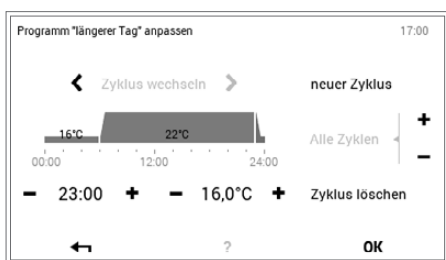 Programm "längerer Tag" anpassen 17:00
Zyklus wechseln neuer Zyklus
16°C 22°C
Alle Zyklen
00:00 12:00 24:00
− 23:00 + − 16,0°C + Zyklus löschen
? OK